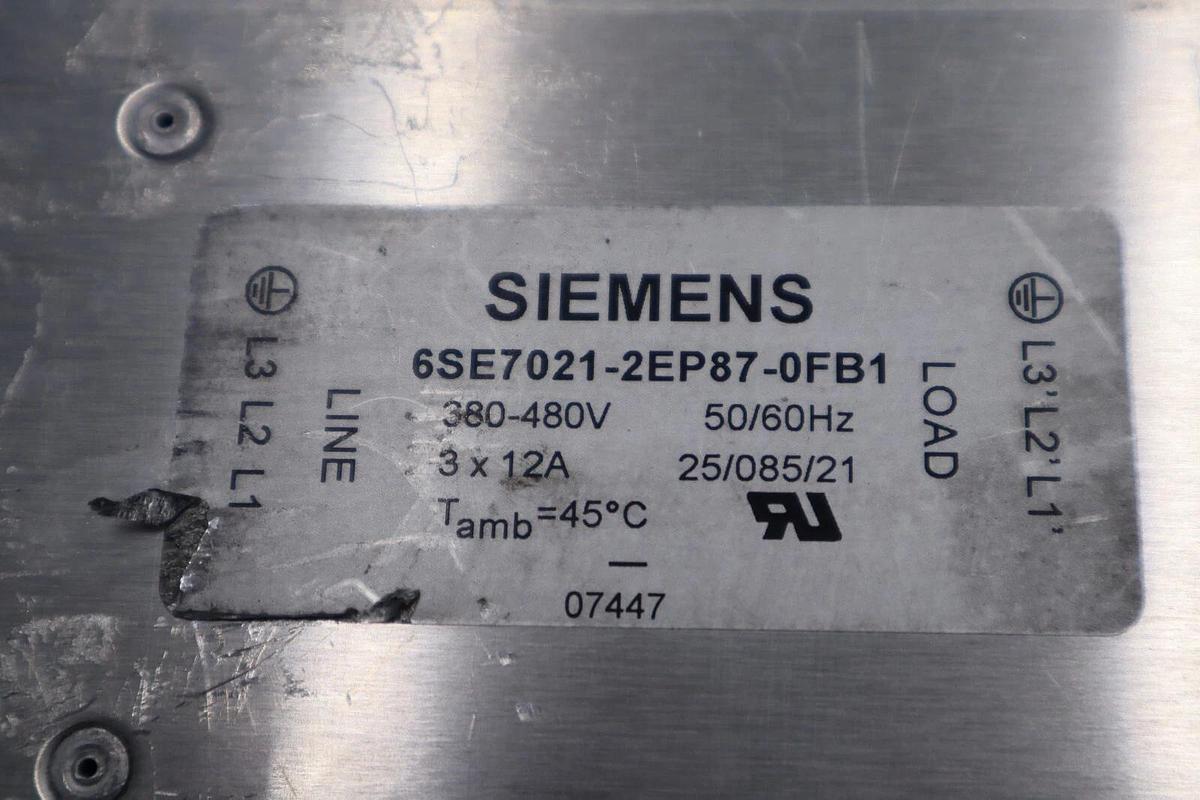 SIEMENS
6SE7021-2EP87-0FB1
380-480V 50/60Hz
3 x 12A 25/085/21
Tamb=45°C
07447
L3 L2 L1
LINE
LOAD
L3' L2' L1'